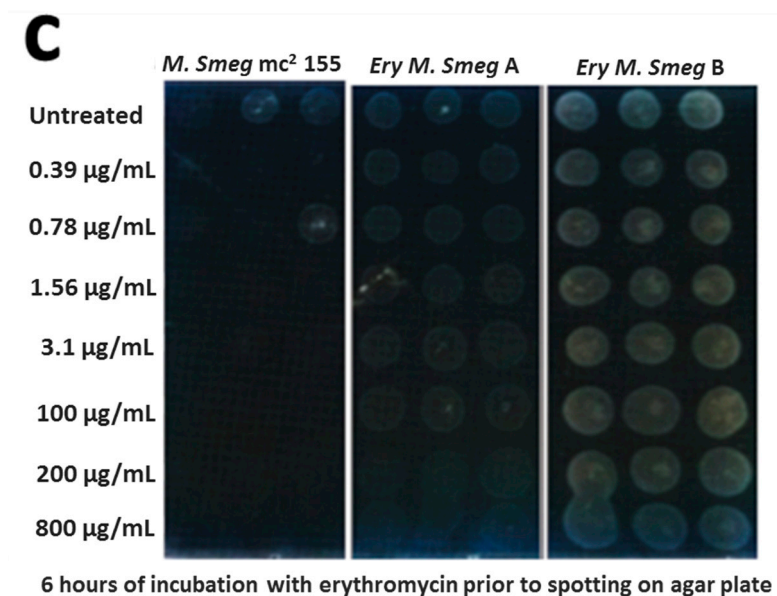 C
M. Smeg mc² 155 Ery M. Smeg A Ery M. Smeg B
Untreated
0.39 µg/mL
0.78 µg/mL
1.56 µg/mL
3.1 µg/mL
100 µg/mL
200 µg/mL
800 µg/mL
6 hours of incubation with erythromycin prior to spotting on agar plate